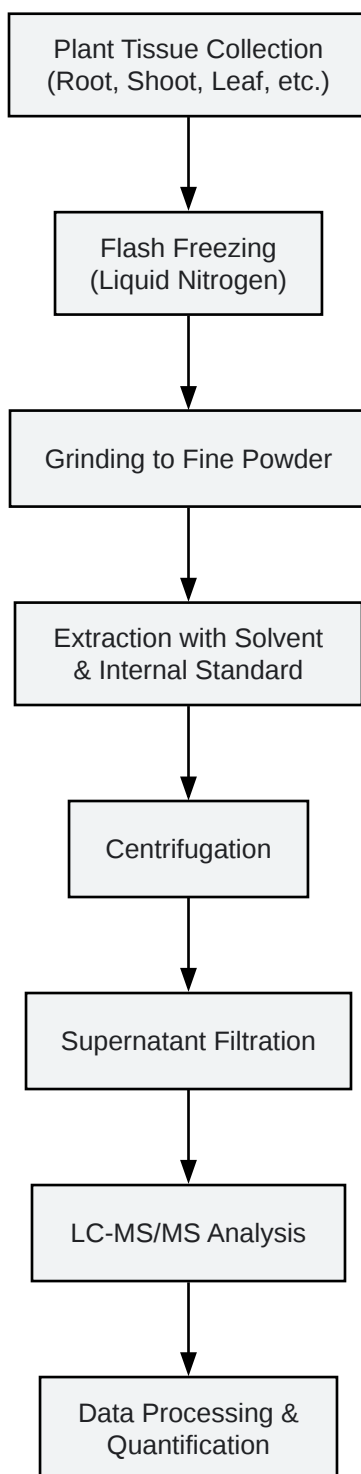 Plant Tissue Collection
(Root, Shoot, Leaf, etc.)
Flash Freezing
(Liquid Nitrogen)
Grinding to Fine Powder
Extraction with Solvent
& Internal Standard
Centrifugation
Supernatant Filtration
LC-MS/MS Analysis
Data Processing &
Quantification